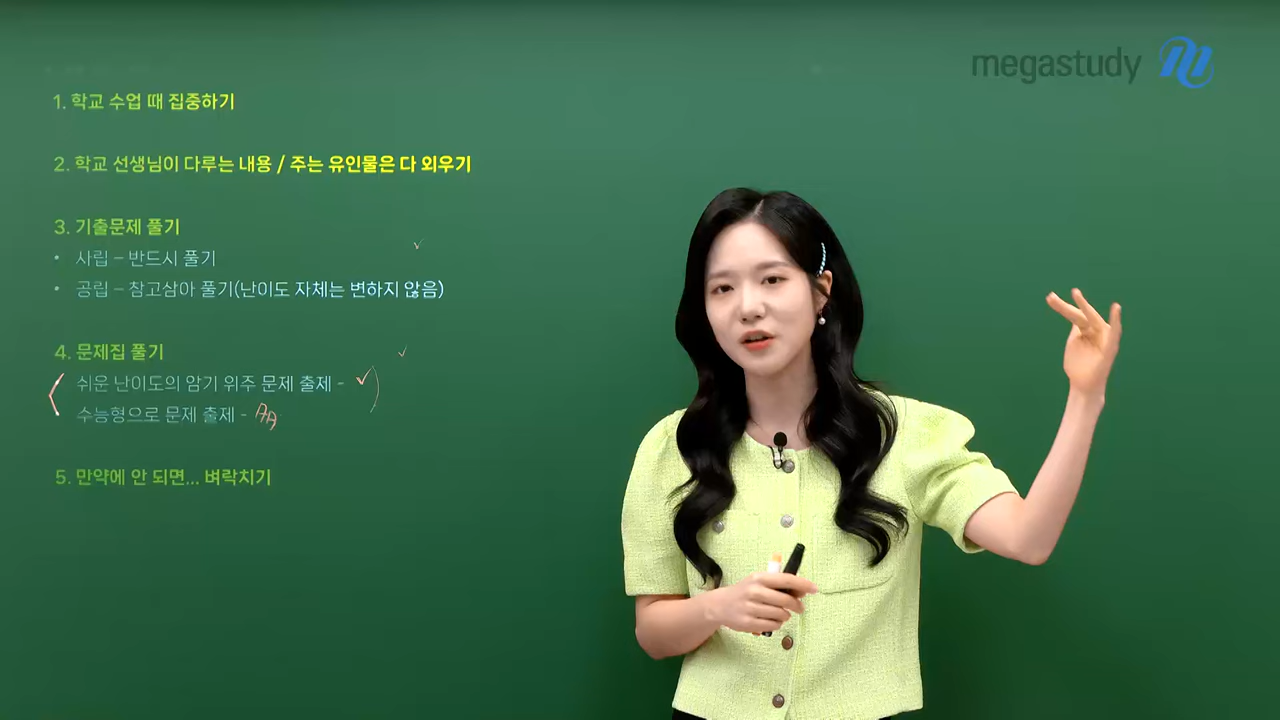 megastudy
1. 학교 수업 때 집중하기
2. 학교 선생님이 다루는 내용 / 주는 유인물은 다 외우기
3. 기출문제 풀기
• 사립 – 반드시 풀기
• 공립 – 참고삼아 풀기(난이도 자체는 변하지 않음)
4. 문제집 풀기
쉬운 난이도의 암기 위주 문제 출제 -
수능형으로 문제 출제 -
5. 만약에 안 되면... 벼락치기